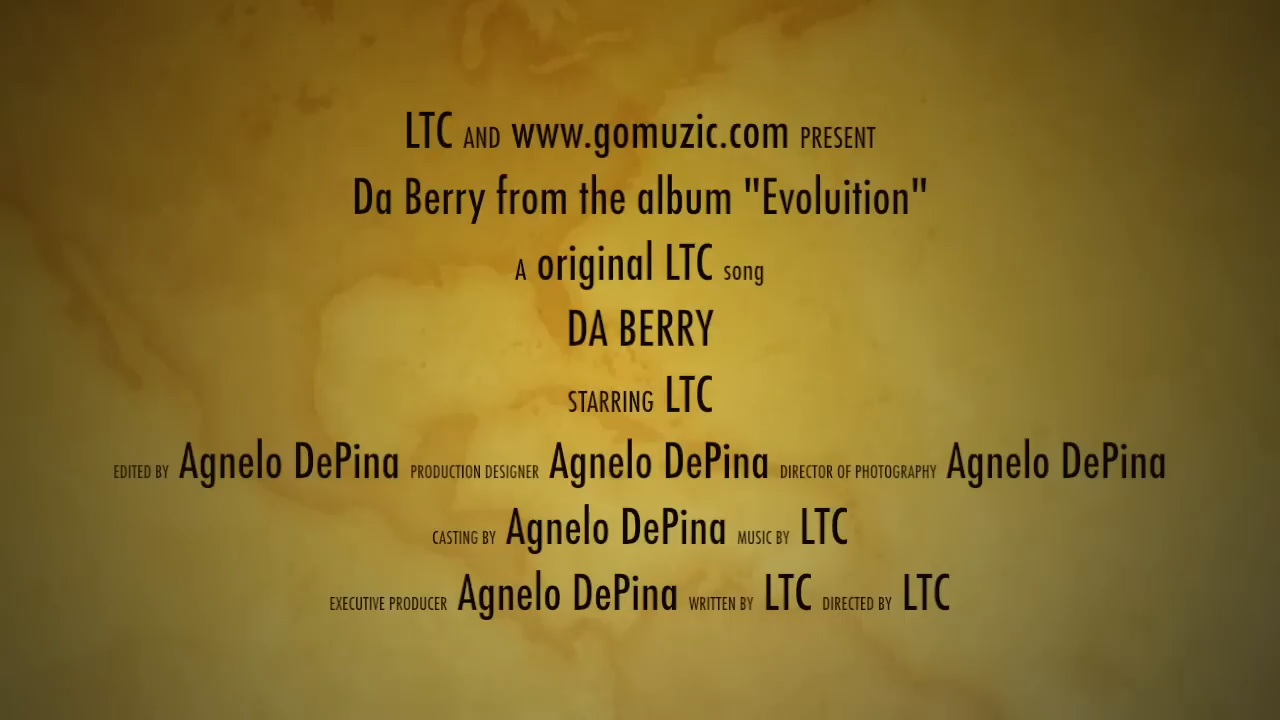 LTC AND www.gomuzic.com PRESENT
Da Berry from the album "Evoluition"
A original LTC song
DA BERRY
STARRING LTC
EDITED BY Agnelo DePina PRODUCTION DESIGNER Agnelo DePina DIRECTOR OF PHOTOGRAPHY Agnelo DePina
CASTING BY Agnelo DePina MUSIC BY LTC
EXECUTIVE PRODUCER Agnelo DePina WRITTEN BY LTC DIRECTED BY LTC